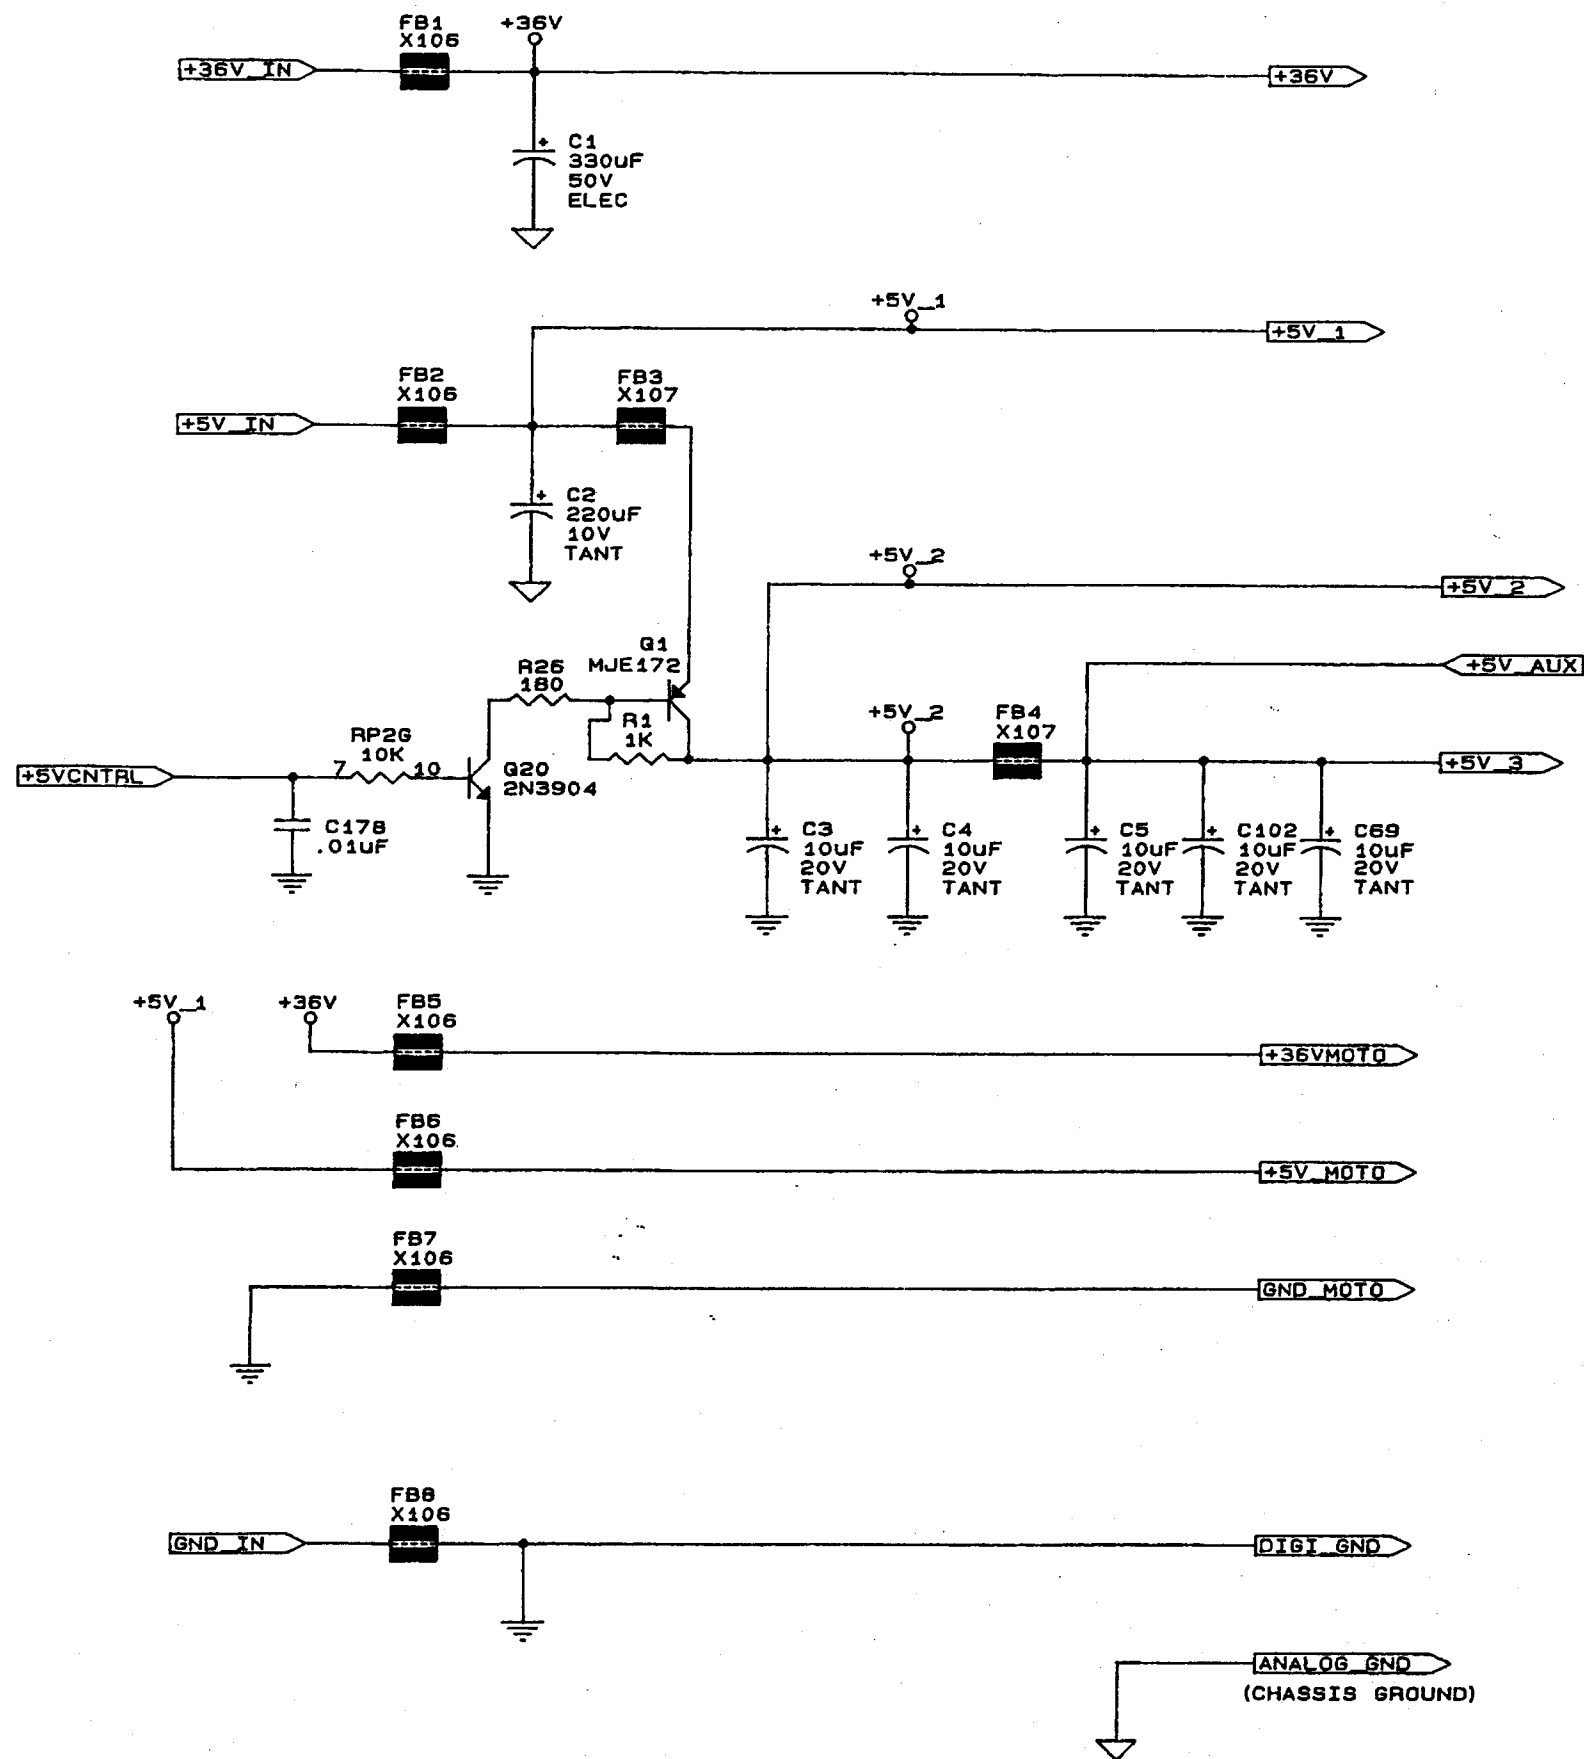 FB1
X106
+36V
+36V_IN
+36V
+
C1
330uF
50V
ELEC
+5V_1
+5V_1
FB2
X106
FB3
X107
+5V_IN
+
C2
220uF
10V
TANT
+5V_2
+5V_2
Q1
MJE172
R26
180
+5V_AUX
+5V_2
FB4
X107
R1
1K
RP2G
10K
+5VCNTRL
7
10
Q20
2N3904
+5V_3
C178
.01uF
+
C3
10uF
20V
TANT
+
C4
10uF
20V
TANT
+
C5
10uF
20V
TANT
+
C102
10uF
20V
TANT
+
C69
10uF
20V
TANT
+5V_1
+36V
FB5
X106
+36VMOTO
FB6
X106
+5V_MOTO
FB7
X106
GND_MOTO
FB8
X106
GND_IN
DIGI_GND
ANALOG_GND
(CHASSIS GROUND)